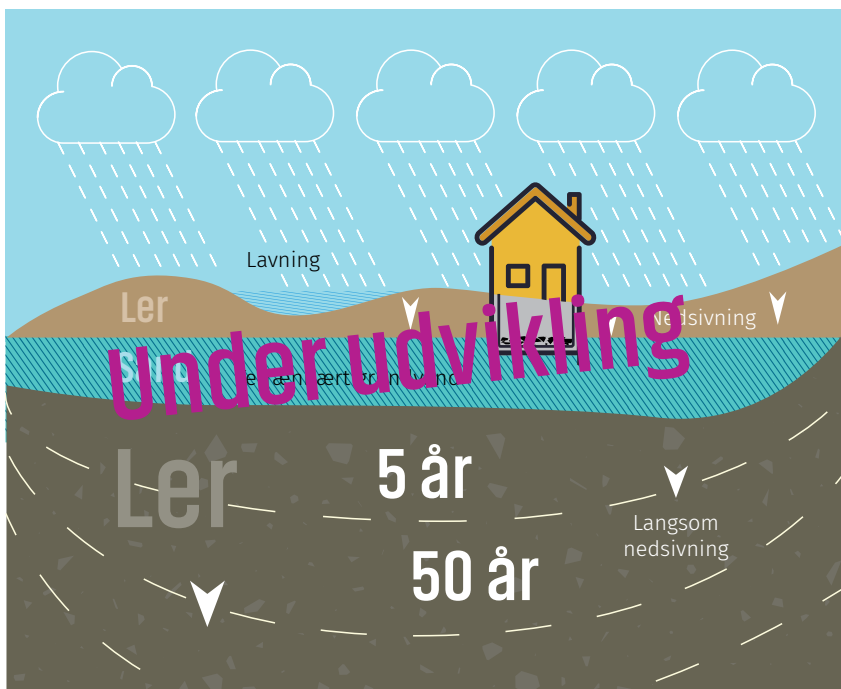 Lavning
Ler
Nedsivning
Under udvikling
Ler
5 år
Langsom
nedsivning
50 år